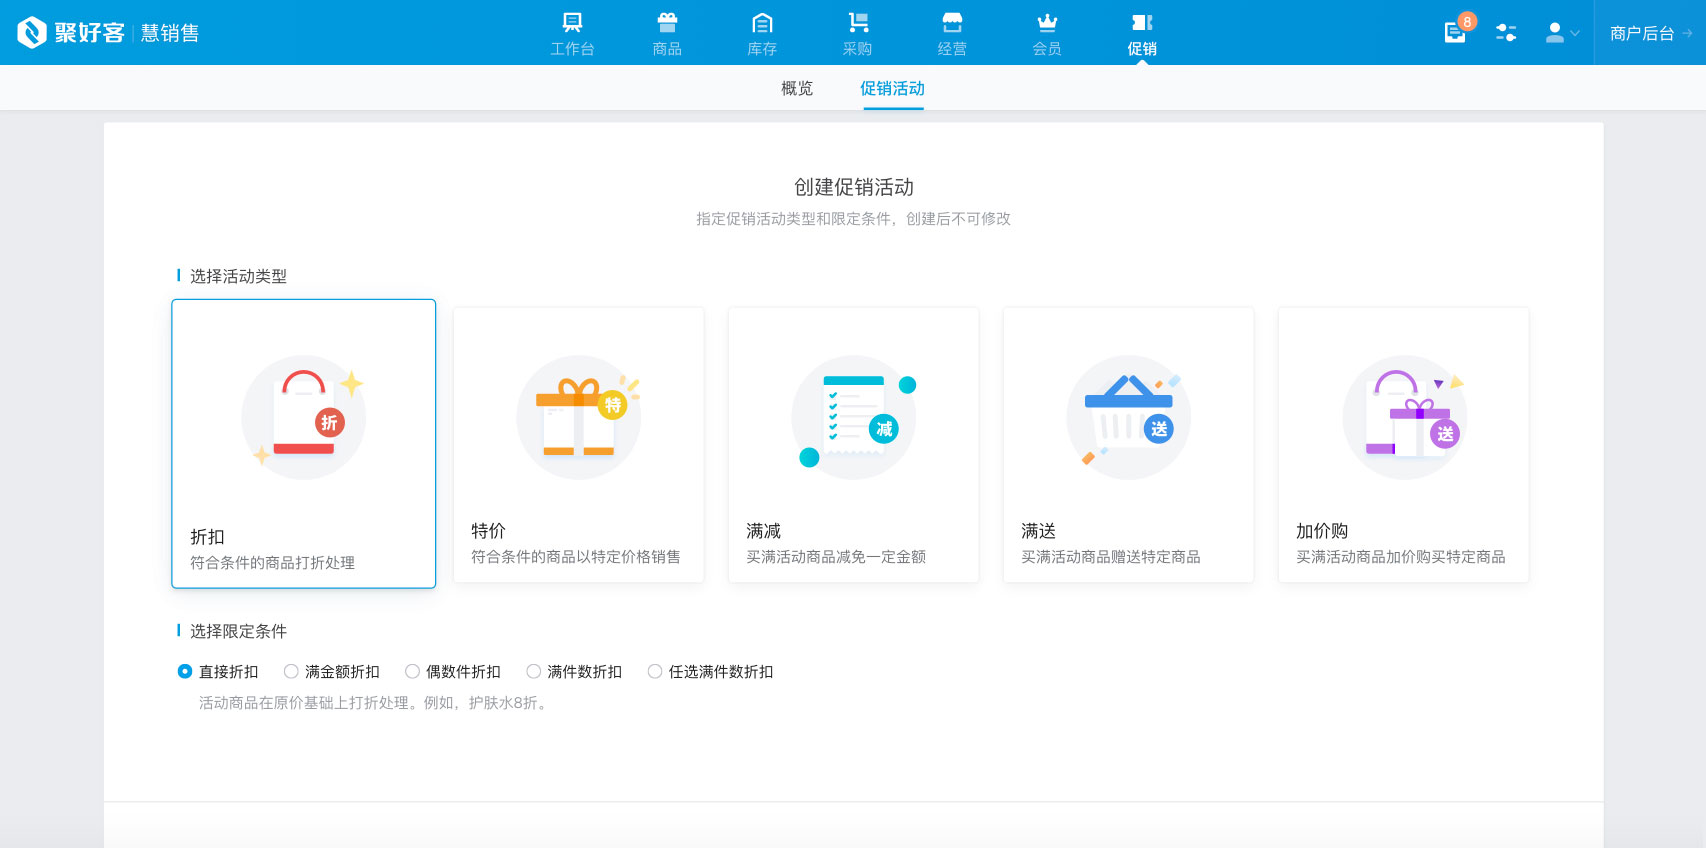 聚好客 慧销售
工作台 商品 库存 采购 经营 会员 促销
8
商户后台
概览 促销活动
创建促销活动
指定促销活动类型和限定条件，创建后不可修改
选择活动类型
折
特
减
送
送
折扣
符合条件的商品打折处理
特价
符合条件的商品以特定价格销售
满减
买满活动商品减免一定金额
满送
买满活动商品赠送特定商品
加价购
买满活动商品加价购买特定商品
选择限定条件
直接折扣 满金额折扣 偶数件折扣 满件数折扣 任选满件数折扣
活动商品在原价基础上打折处理。例如，护肤水8折。